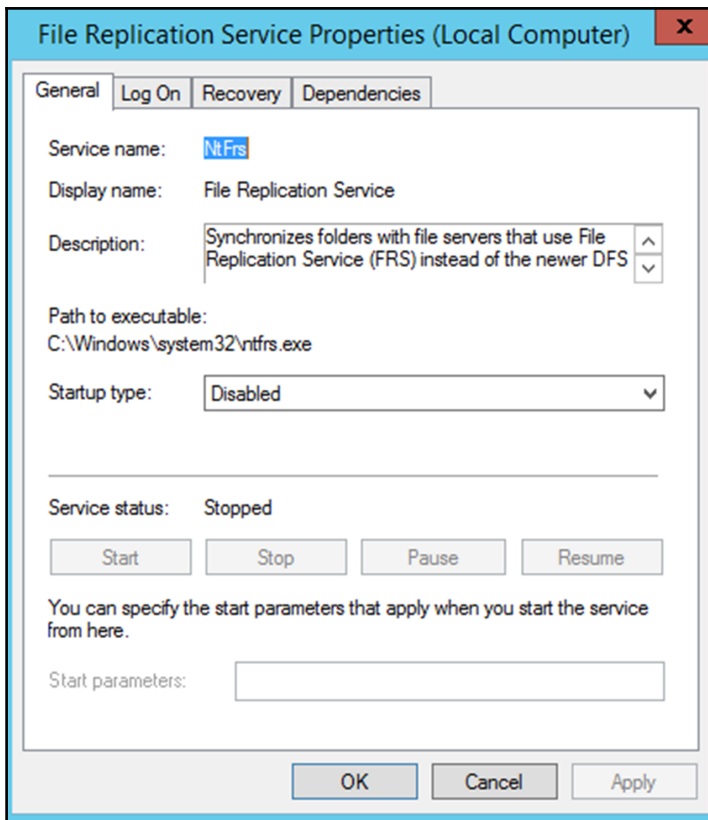 File Replication Service Properties (Local Computer)
x
General
Log On
Recovery
Dependencies
Service name: NtFrs
Display name: File Replication Service
Description: Synchronizes folders with file servers that use File
Replication Service (FRS) instead of the newer DFS
Path to executable:
C:\Windows\system32\ntfrs.exe
Startup type: Disabled
Service status: Stopped
Start Stop Pause Resume
You can specify the start parameters that apply when you start the service
from here.
Start parameters:
OK Cancel Apply